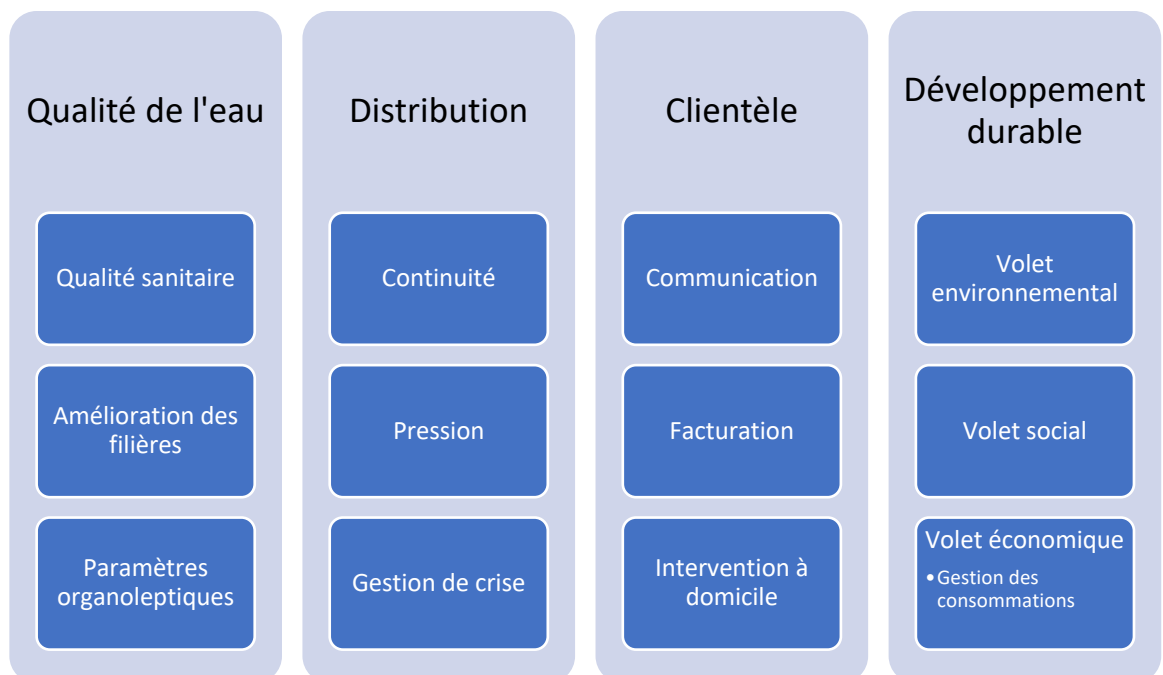 Qualité de l'eau
Qualité sanitaire
Amélioration des
filières
Paramètres
organoleptiques
Distribution
Continuité
Pression
Gestion de crise
Clientèle
Communication
Facturation
Intervention à
domicile
Développement
durable
Volet
environnemental
Volet social
Volet économique
•Gestion des
consommations